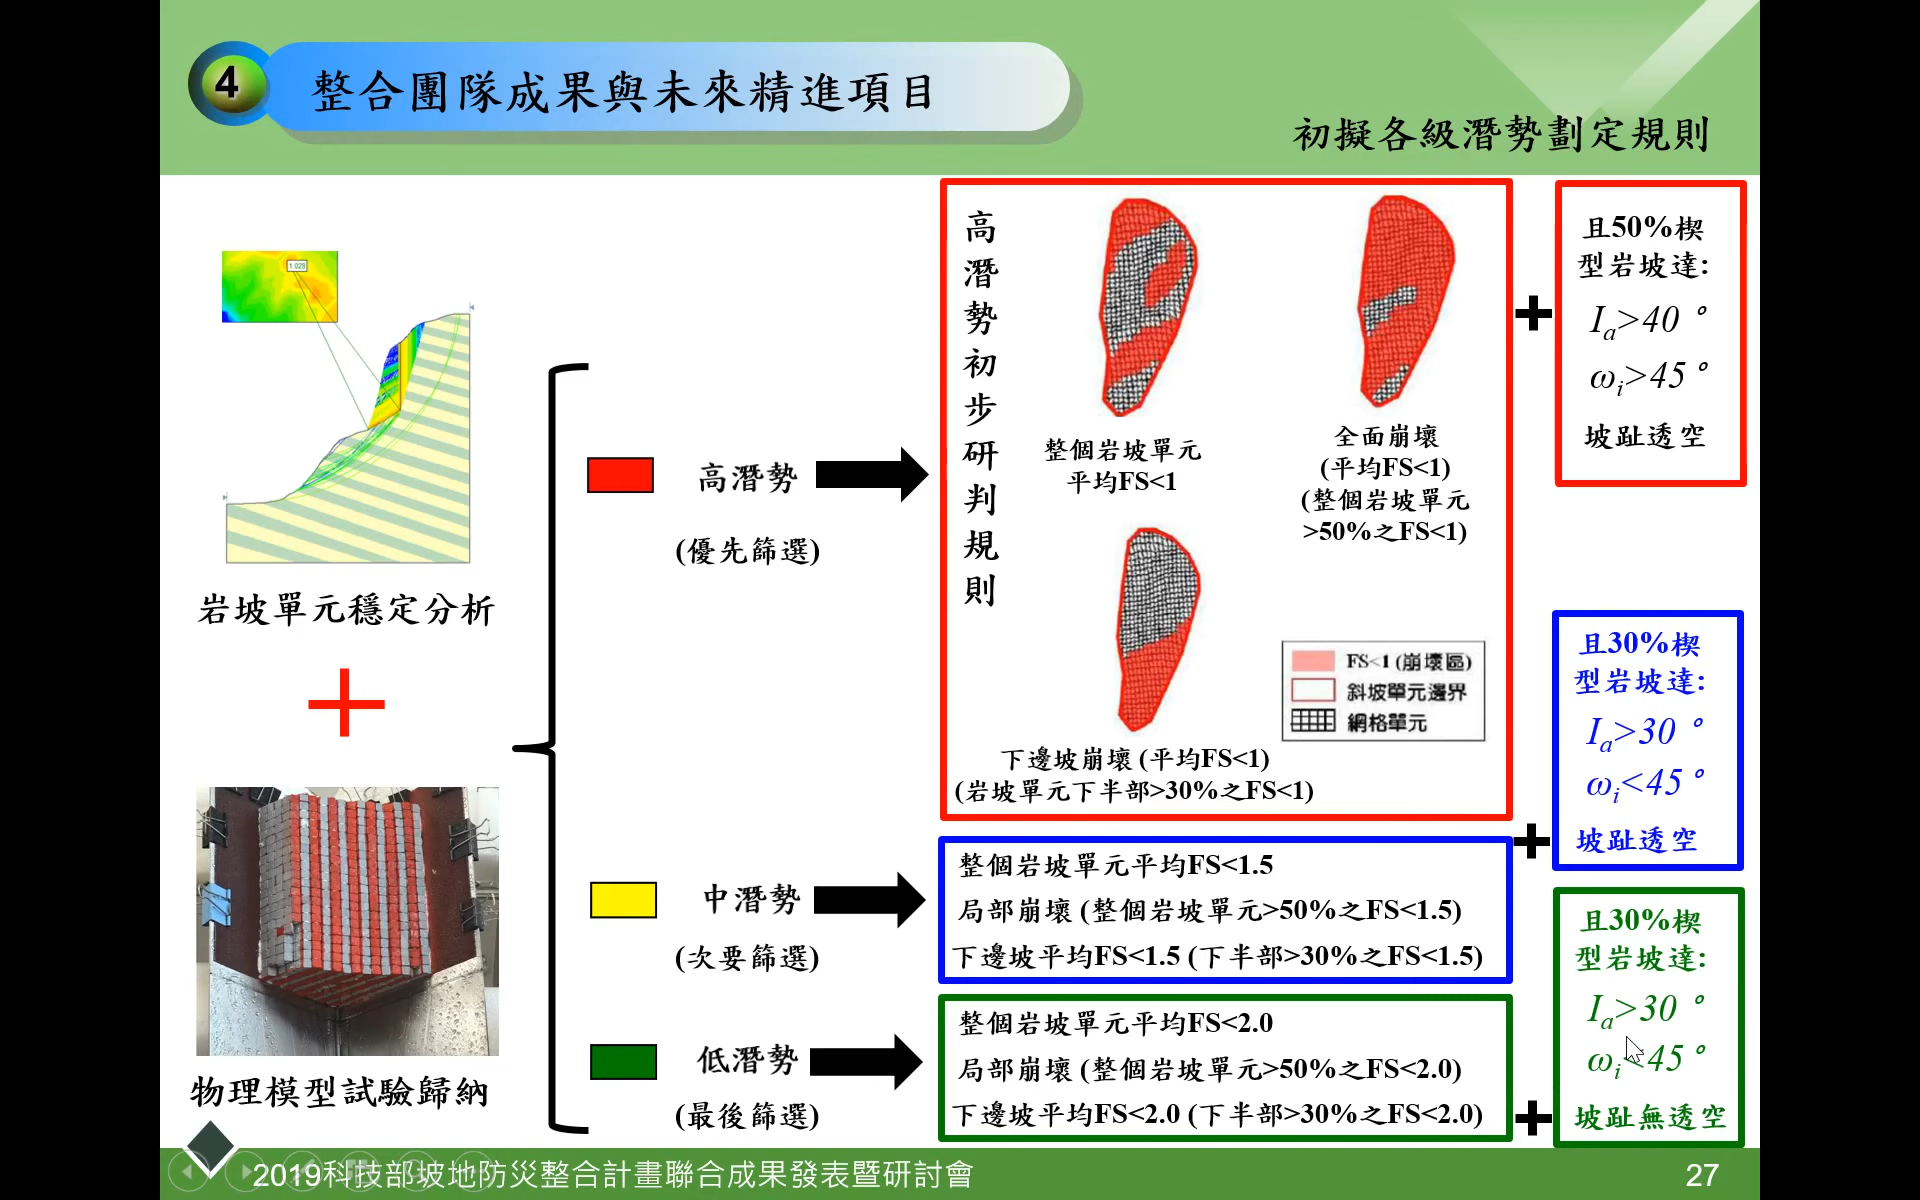 4
整合團隊成果與未來精進項目
初擬各級潛勢劃定規則
1.028
岩坡單元穩定分析
物理模型試驗歸納
高潛勢
(優先篩選)
高潛勢初步研判規則
整個岩坡單元
平均FS<1
全面崩壞
(平均FS<1)
(整個岩坡單元
>50%之FS<1)
下邊坡崩壞 (平均FS<1)
(岩坡單元下半部>30%之FS<1)
FS<1 (崩壞區)
斜坡單元邊界
網格單元
且50%楔
型岩坡達:
Ia>40 °
ωi>45 °
坡趾透空
中潛勢
(次要篩選)
整個岩坡單元平均FS<1.5
局部崩壞 (整個岩坡單元>50%之FS<1.5)
下邊坡平均FS<1.5 (下半部>30%之FS<1.5)
且30%楔
型岩坡達:
Ia>30 °
ωi<45 °
坡趾透空
低潛勢
(最後篩選)
整個岩坡單元平均FS<2.0
局部崩壞 (整個岩坡單元>50%之FS<2.0)
下邊坡平均FS<2.0 (下半部>30%之FS<2.0)
且30%楔
型岩坡達:
Ia>30 °
ωi<45 °
坡趾無透空
2019科技部坡地防災整合計畫聯合成果發表暨研討會
27